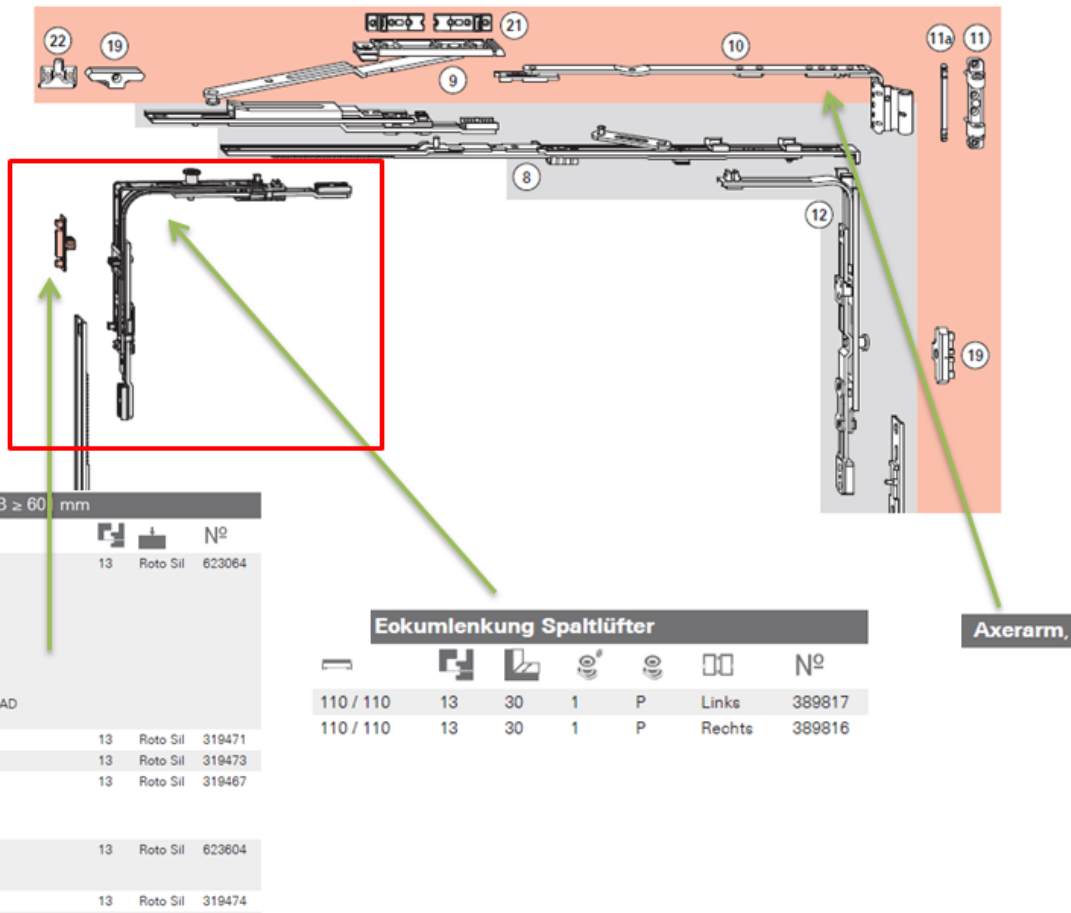 22
19
21
9
10
11a
11
8
12
19
3 ≥ 601 mm
Nº
13 Roto Sil 623064
AD
13 Roto Sil 319471
13 Roto Sil 319473
13 Roto Sil 319467
13 Roto Sil 623604
13 Roto Sil 319474
Eokumlenkung Spaltlüfter
Nº
110 / 110 13 30 1 P Links 389817
110 / 110 13 30 1 P Rechts 389816
Axerarm,